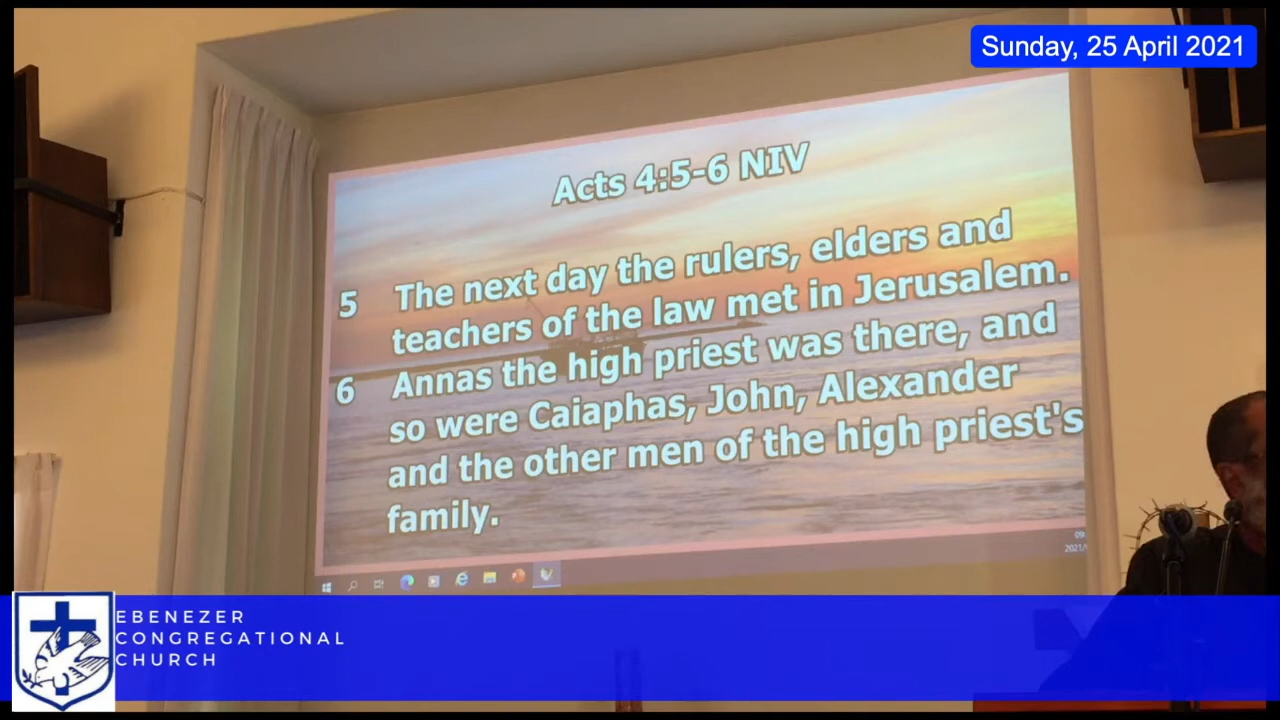 Sunday, 25 April 2021
Acts 4:5-6 NIV
5 The next day the rulers, elders and
teachers of the law met in Jerusalem.
6 Annas the high priest was there, and
so were Caiaphas, John, Alexander
and the other men of the high priest's
family.
EBENEZER
CONGREGATIONAL
CHURCH